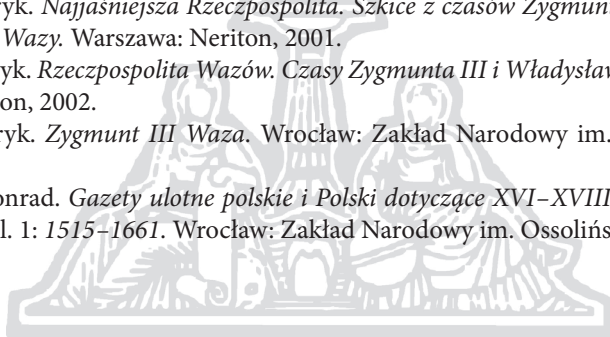 ryk. Najjaśniejsza Rzeczpospolita. Szkice z czasów Zygmun
Wazy. Warszawa: Neriton, 2001.
ryk. Rzeczpospolita Wazów. Czasy Zygmunta III i Władysła
on, 2002.
ryk. Zygmunt III Waza. Wrocław: Zakład Narodowy im.
onrad. Gazety ulotne polskie i Polski dotyczące XVI–XVIII
l. 1: 1515–1661. Wrocław: Zakład Narodowy im. Ossolińs